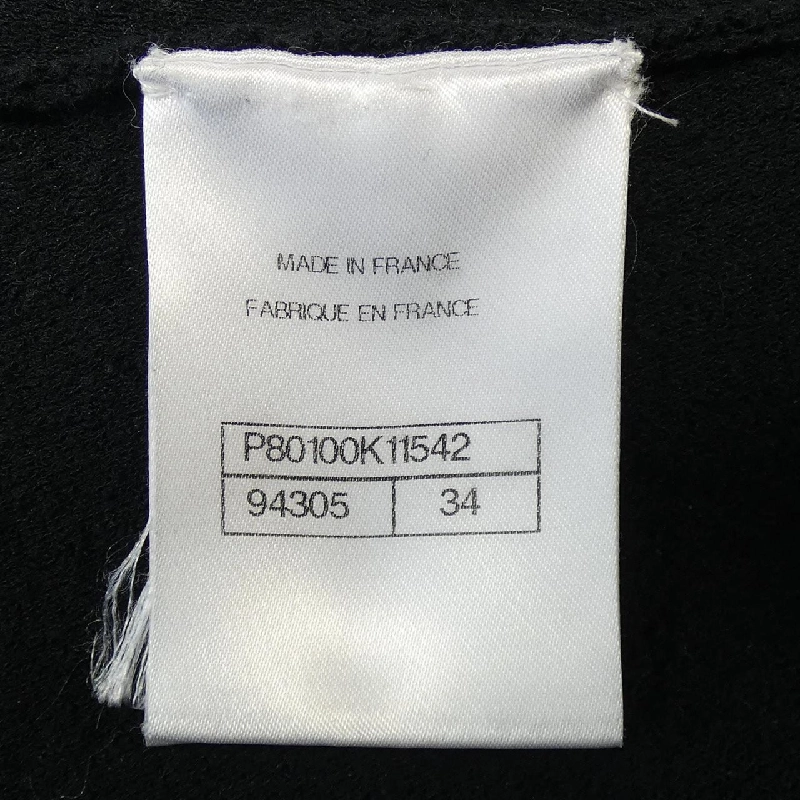 MADE IN FRANCE
FABRIQUE EN FRANCE
P80100K11542
94305 34